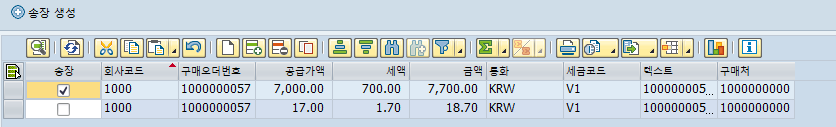 송장 생성
송장 회사코드 구매오더번호 공급가액 세액 금액 통화 세금코드 텍스트 구매처
1000 1000000057 7,000.00 700.00 7,700.00 KRW V1 100000005... 1000000000
1000 1000000057 17.00 1.70 18.70 KRW V1 100000005... 1000000000